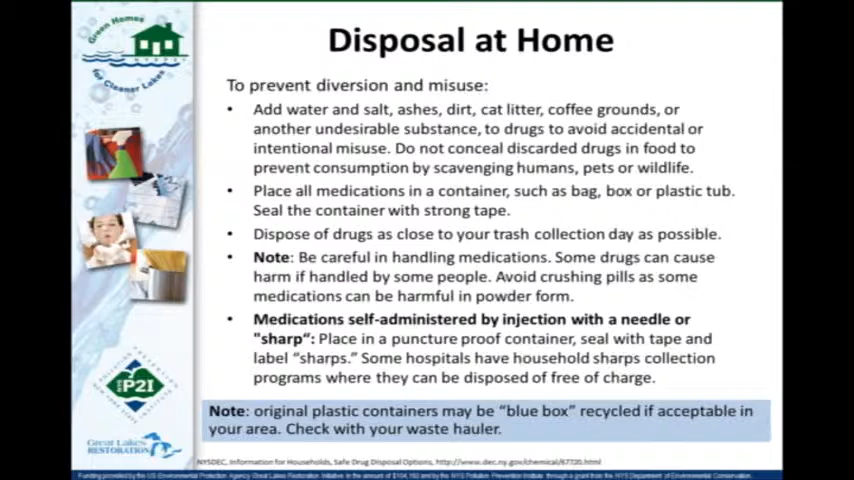 Green Homes
NYSDEC
for Cleaner Lakes
Disposal at Home
To prevent diversion and misuse:
• Add water and salt, ashes, dirt, cat litter, coffee grounds, or
another undesirable substance, to drugs to avoid accidental or
intentional misuse. Do not conceal discarded drugs in food to
prevent consumption by scavenging humans, pets or wildlife.
• Place all medications in a container, such as bag, box or plastic tub.
Seal the container with strong tape.
• Dispose of drugs as close to your trash collection day as possible.
• Note: Be careful in handling medications. Some drugs can cause
harm if handled by some people. Avoid crushing pills as some
medications can be harmful in powder form.
• Medications self-administered by injection with a needle or
"sharp": Place in a puncture proof container, seal with tape and
label "sharps." Some hospitals have household sharps collection
programs where they can be disposed of free of charge.
NYS P2I
Note: original plastic containers may be "blue box" recycled if acceptable in
your area. Check with your waste hauler.
Great Lakes
RESTORATION
NYSDEC, Information for Households, Safe Drug Disposal Options, http://www.dec.ny.gov/chemical/67720.html
Funding provided by the US Environmental Protection Agency Great Lakes Restoration Initiative in the amount of and by the NYS Pollution Prevention Institute through a grant from the NYS Department of Environmental Conservation.